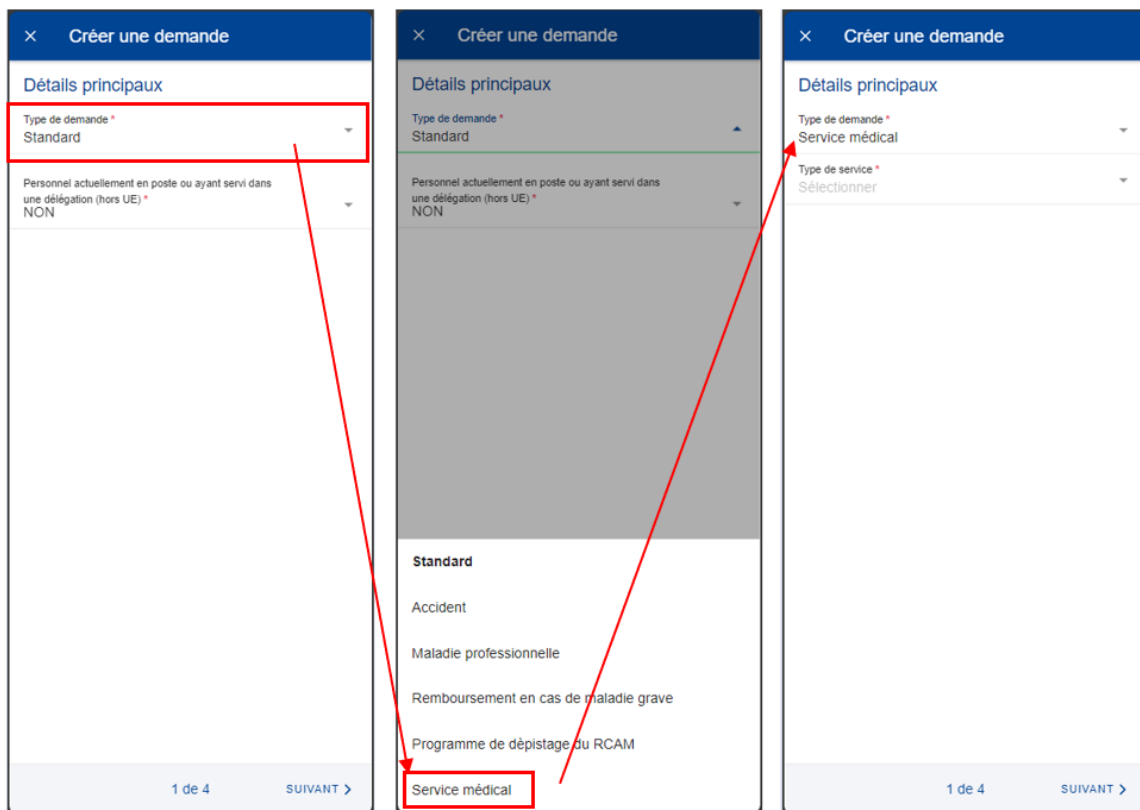 × Créer une demande
Détails principaux
Type de demande *
Standard
Personnel actuellement en poste ou ayant servi dans
une délégation (hors UE) *
NON
1 de 4 SUIVANT >
× Créer une demande
Détails principaux
Type de demande *
Standard
Personnel actuellement en poste ou ayant servi dans
une délégation (hors UE) *
NON
Standard
Accident
Maladie professionnelle
Remboursement en cas de maladie grave
Programme de dèpistage du RCAM
Service médical
× Créer une demande
Détails principaux
Type de demande *
Service médical
Type de service *
Sélectionner
1 de 4 SUIVANT >